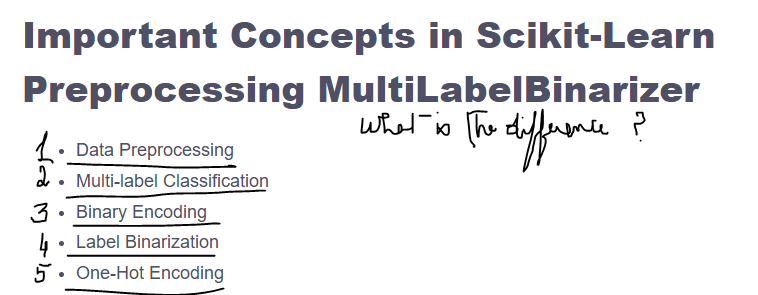 Important Concepts in Scikit-Learn
Preprocessing MultiLabelBinarizer
What is The difference ?
1 • Data Preprocessing
2 • Multi-label Classification
3 • Binary Encoding
4 • Label Binarization
5 • One-Hot Encoding